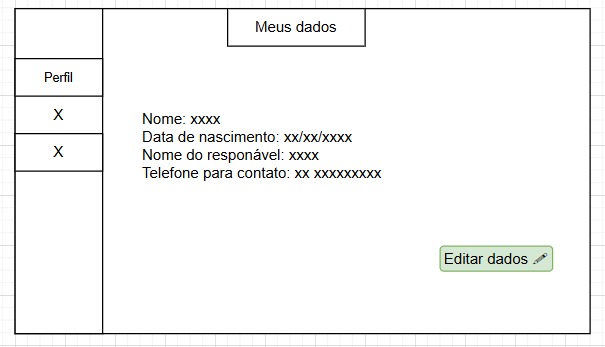 Meus dados
Perfil
X
X
Nome: xxxx
Data de nascimento: xx/xx/xxxx
Nome do responável: xxxx
Telefone para contato: xx xxxxxxxxx
Editar dados